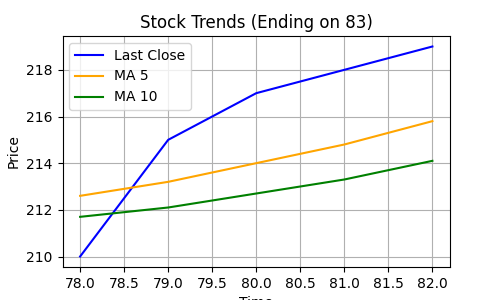 Stock Trends (Ending on 83)
Last Close
MA 5
MA 10
Price
218
216
214
212
210
78.0 78.5 79.0 79.5 80.0 80.5 81.0 81.5 82.0
Time